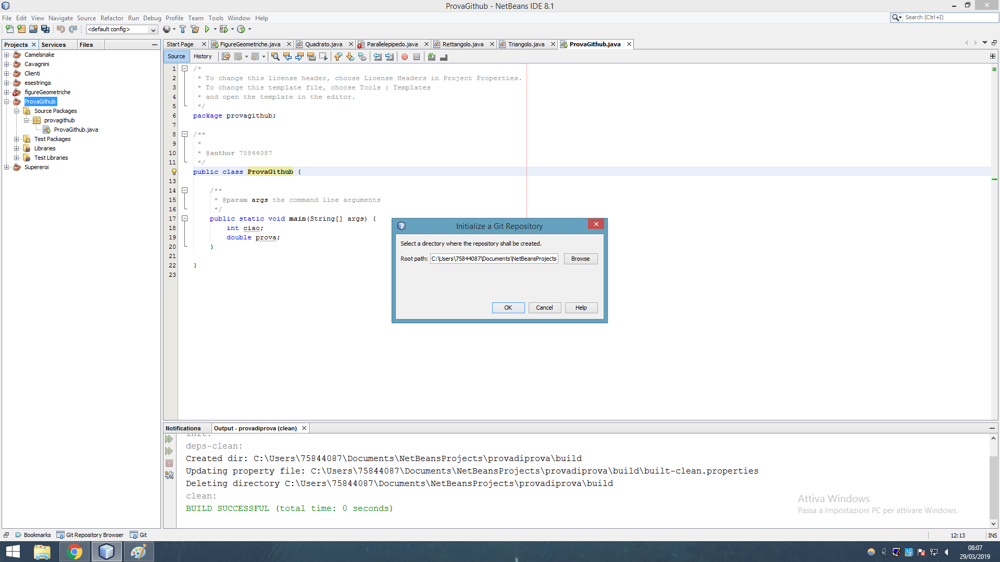 ProvaGithub - NetBeans IDE 8.1
File Edit View Navigate Source Refactor Run Debug Profile Team Tools Window Help
Search (Ctrl+I)
<default config>
Projects Services Files
Start Page FigureGeometriche.java Quadrato.java Parallelepipedo.java Rettangolo.java Triangolo.java ProvaGithub.java
Source History
Camelsnake
Cavagnini
Clienti
esestringa
figureGeometriche
ProvaGithub
Source Packages
provagithub
ProvaGithub.java
Test Packages
Libraries
Test Libraries
Supereroi
1 /*
2 * To change this license header, choose License Headers in Project Properties.
3 * To change this template file, choose Tools | Templates
4 * and open the template in the editor.
5 */
6 package provagithub;
7
8 /**
9 *
10 * @author 75844087
11 */
public class ProvaGithub {
13
14 /**
15 * @param args the command line arguments
16 */
17 public static void main(String[] args) {
18 int ciao;
19 double prova;
20 }
21
22 }
23
Initialize a Git Repository
Select a directory where the repository shall be created.
Root path: C:\Users\75844087\Documents\NetBeansProjects Browse
OK Cancel Help
Notifications Output - provadiprova (clean)
init:
deps-clean:
Created dir: C:\Users\75844087\Documents\NetBeansProjects\provadiprova\build
Updating property file: C:\Users\75844087\Documents\NetBeansProjects\provadiprova\build\built-clean.properties
Deleting directory C:\Users\75844087\Documents\NetBeansProjects\provadiprova\build
clean:
BUILD SUCCESSFUL (total time: 0 seconds)
Attiva Windows
Passa a Impostazioni PC per attivare Windows.
Bookmarks Git Repository Browser Git
12:13 INS
08:07
29/03/2019